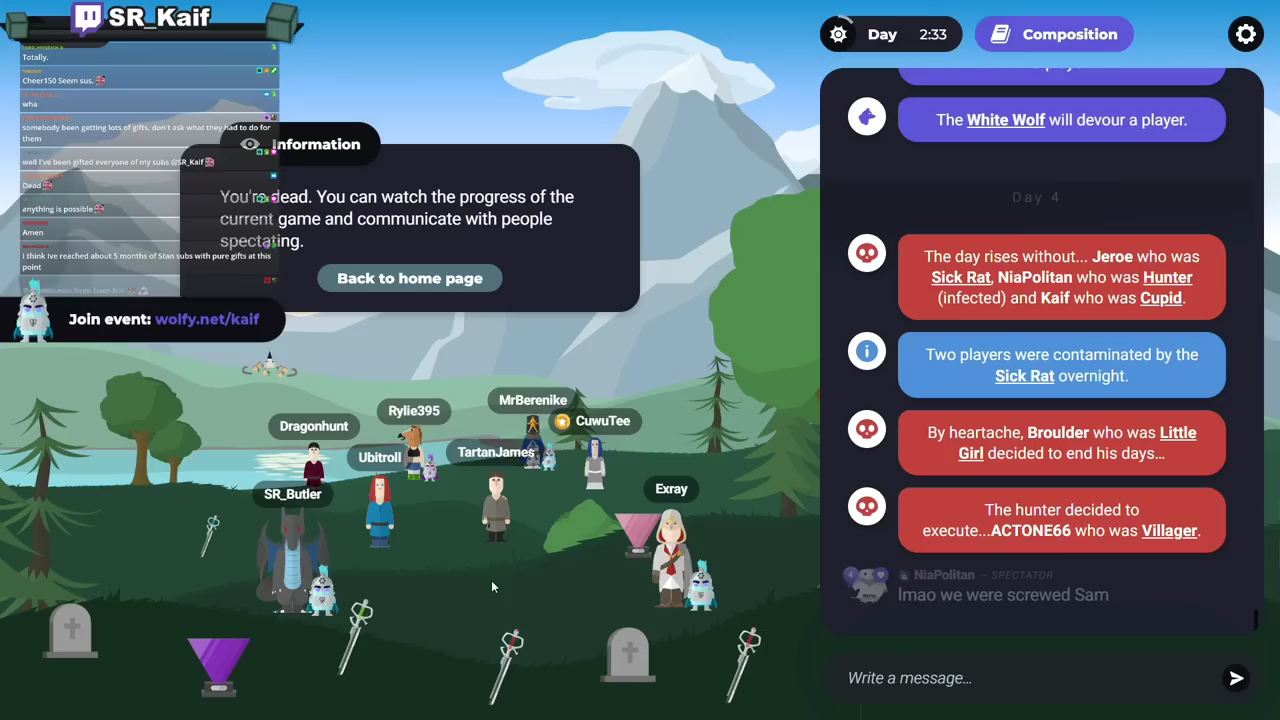 SR_Kaif
Totally.
Cheer150 Seem sus.
wha
somebody been getting lots of gifts, don't ask what they had to do for
them
well I've been gifted everyone of my subs @SR_Kaif
Dead
anything is possible
Amen
I think Ive reached about 5 months of Stan subs with pure gifts at this
point
Information
You're dead. You can watch the progress of the
current game and communicate with people
spectating.
Back to home page
Join event: wolfy.net/kaif
MrBerenike
Rylie395
CuwuTee
Dragonhunt
TartanJames
Ubitroll
Exray
SR_Butler
Day 2:33
Composition
The White Wolf will devour a player.
Day 4
The day rises without... Jeroe who was
Sick Rat, NiaPolitan who was Hunter
(infected) and Kaif who was Cupid.
Two players were contaminated by the
Sick Rat overnight.
By heartache, Broulder who was Little
Girl decided to end his days...
The hunter decided to
execute...ACTONE66 who was Villager.
NiaPolitan – SPECTATOR
lmao we were screwed Sam
Write a message...